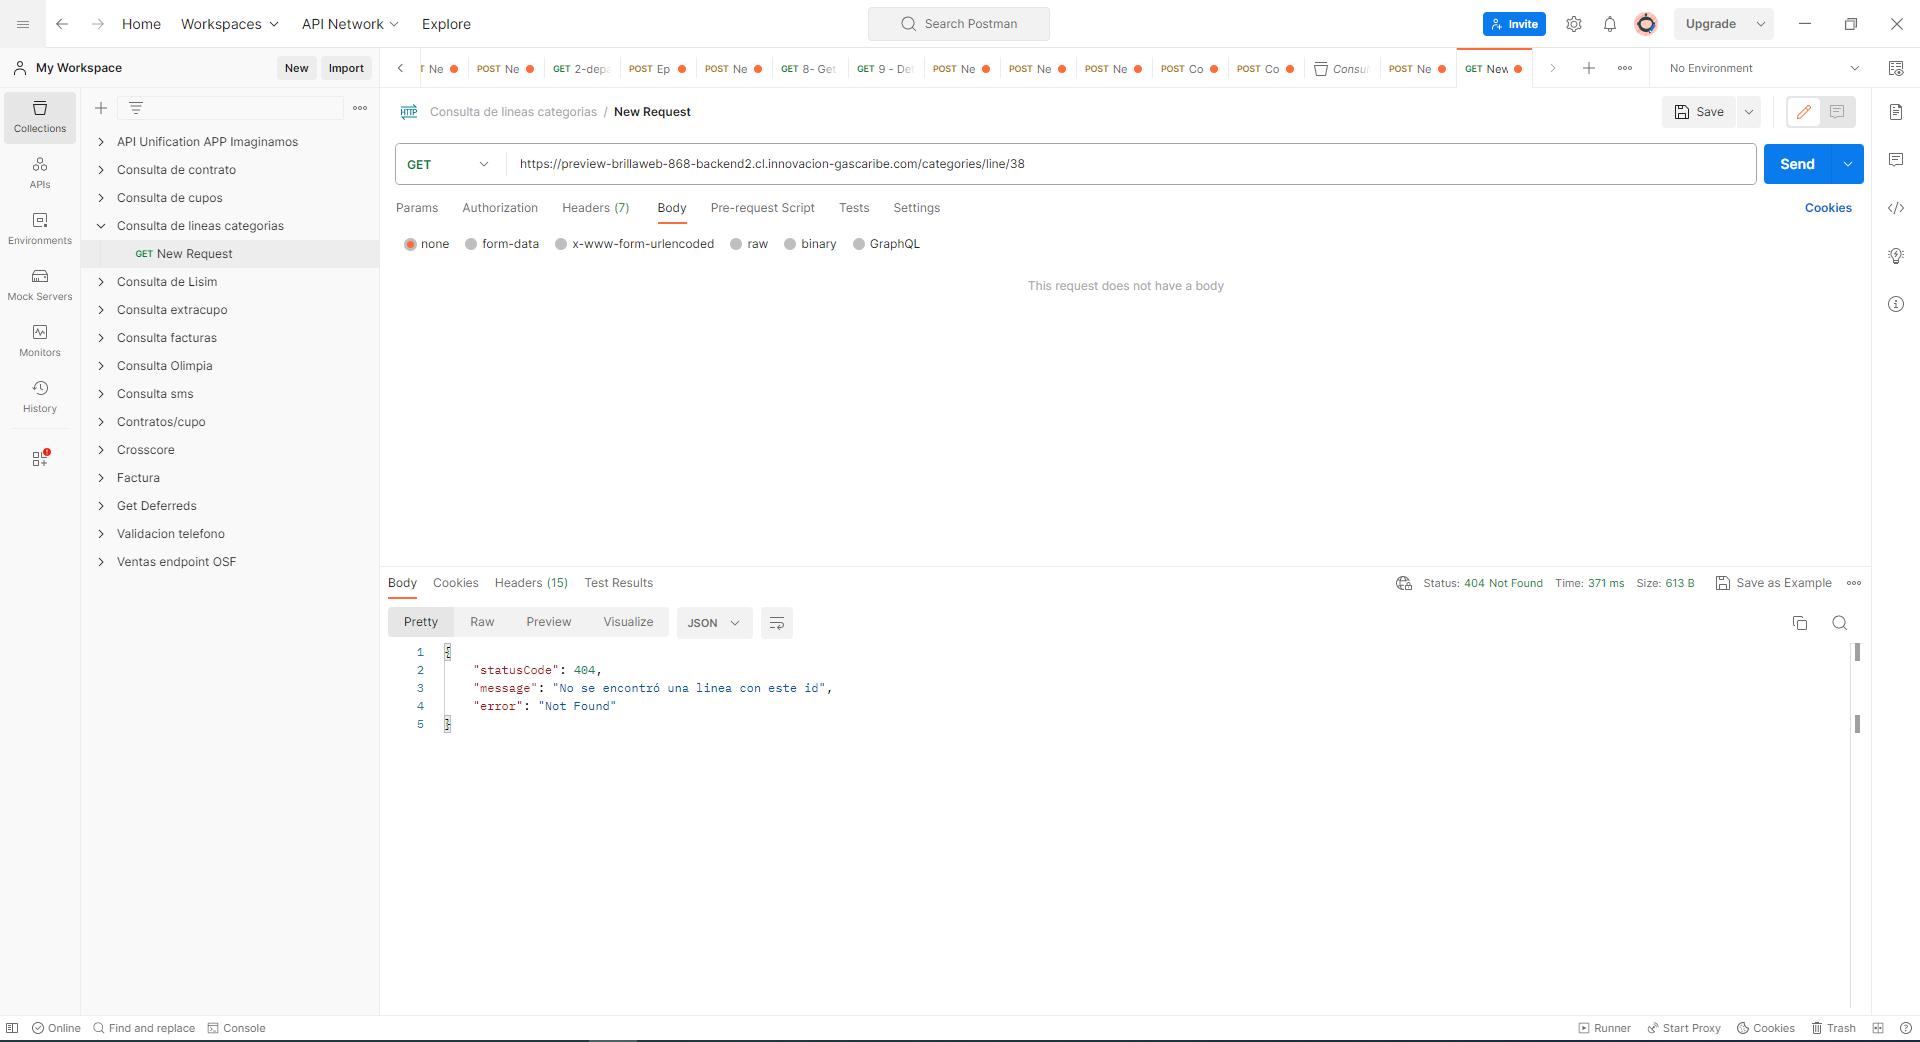 Home
Workspaces
API Network
Explore
Search Postman
Invite
Upgrade
My Workspace
New
Import
Ne
POST Ne
GET 2-depa
POST Ep
POST Ne
GET 8- Get
GET 9 - Det
POST Ne
POST Ne
POST Ne
POST Co
POST Co
Consul
POST Ne
GET New
No Environment
Collections
APIs
Environments
Mock Servers
Monitors
History
API Unification APP Imaginamos
Consulta de contrato
Consulta de cupos
Consulta de lineas categorias
GET New Request
Consulta de Lisim
Consulta extracupo
Consulta facturas
Consulta Olimpia
Consulta sms
Contratos/cupo
Crosscore
Factura
Get Deferreds
Validacion telefono
Ventas endpoint OSF
HTTP
Consulta de lineas categorias / New Request
Save
GET
https://preview-brillaweb-868-backend2.cl.innovacion-gascaribe.com/categories/line/38
Send
Params
Authorization
Headers (7)
Body
Pre-request Script
Tests
Settings
Cookies
none
form-data
x-www-form-urlencoded
raw
binary
GraphQL
This request does not have a body
Body
Cookies
Headers (15)
Test Results
Status: 404 Not Found
Time: 371 ms
Size: 613 B
Save as Example
Pretty
Raw
Preview
Visualize
JSON
1 {
2 "statusCode": 404,
3 "message": "No se encontró una linea con este id",
4 "error": "Not Found"
5 }
Online
Find and replace
Console
Runner
Start Proxy
Cookies
Trash